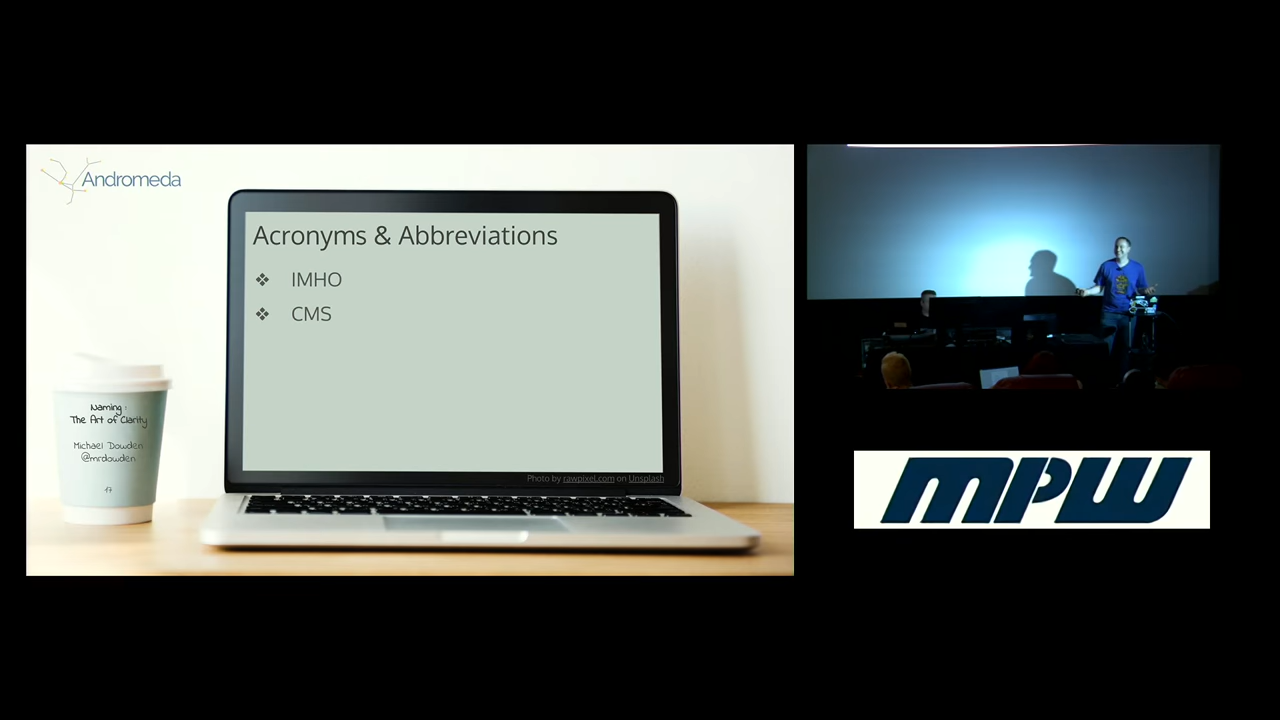 Andromeda
Acronyms & Abbreviations
❖ IMHO
❖ CMS
Photo by rawpixel.com on Unsplash
Naming:
The Art of Clarity
Michael Dowden
@mrdowden
17
MPW